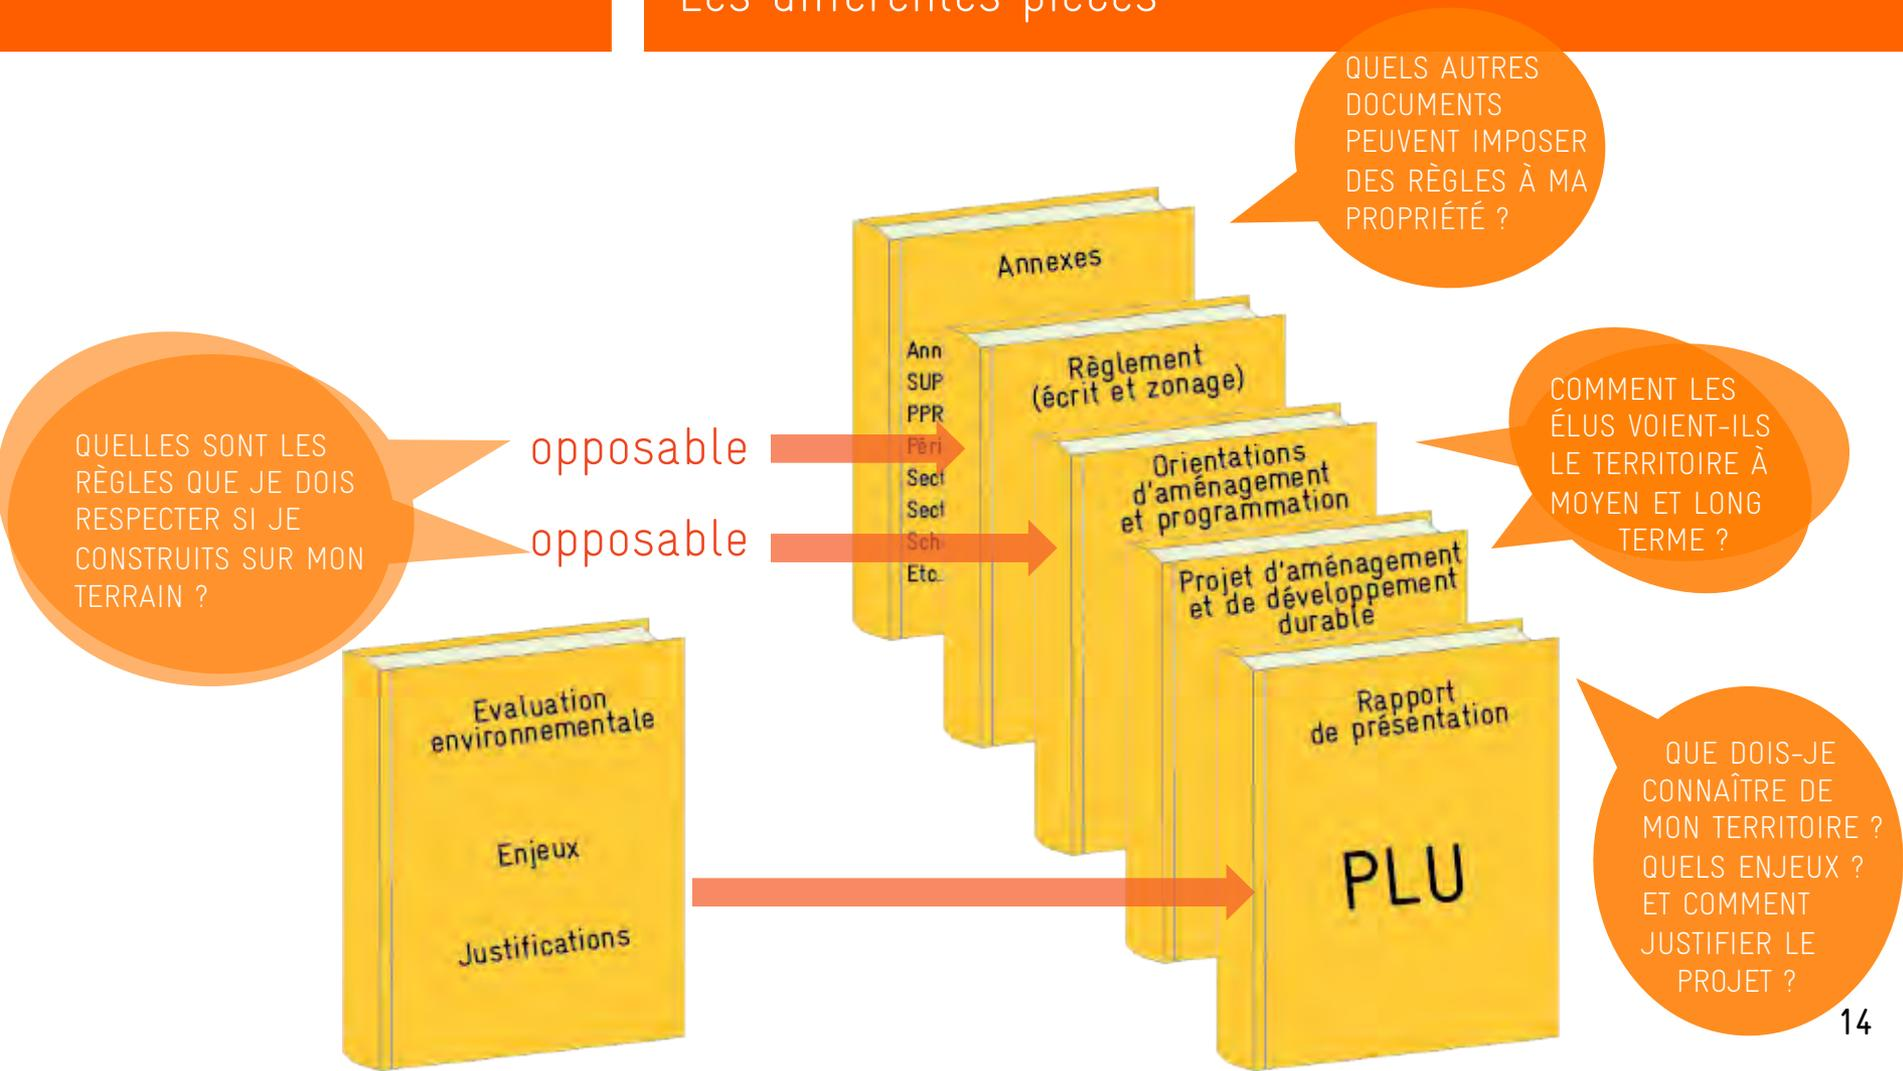 Les différentes pièces
QUELS AUTRES
DOCUMENTS
PEUVENT IMPOSER
DES RÈGLES À MA
PROPRIÉTÉ ?
Annexes
Ann
SUP
PPR
Péri
Sect
Sect
Sch
Etc.
Règlement
(écrit et zonage)
Orientations
d'aménagement
et programmation
Projet d'aménagement
et de développement
durable
Rapport
de présentation
PLU
COMMENT LES
ÉLUS VOIENT-ILS
LE TERRITOIRE À
MOYEN ET LONG
TERME ?
QUELLES SONT LES
RÈGLES QUE JE DOIS
RESPECTER SI JE
CONSTRUITS SUR MON
TERRAIN ?
opposable
opposable
Evaluation
environnementale
Enjeux
Justifications
QUE DOIS-JE
CONNAÎTRE DE
MON TERRITOIRE ?
QUELS ENJEUX ?
ET COMMENT
JUSTIFIER LE
PROJET ?
14